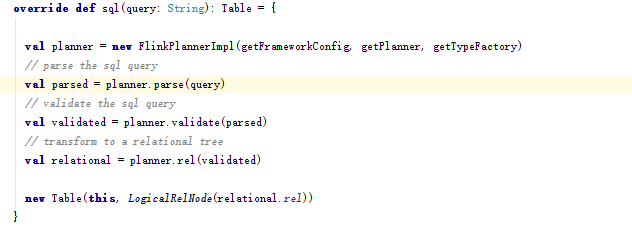 override def sql(query: String): Table = {
val planner = new FlinkPlannerImpl(getFrameworkConfig, getPlanner, getTypeFactory)
// parse the sql query
val parsed = planner.parse(query)
// validate the sql query
val validated = planner.validate(parsed)
// transform to a relational tree
val relational = planner.rel(validated)
new Table(this, LogicalRelNode(relational.rel))
}